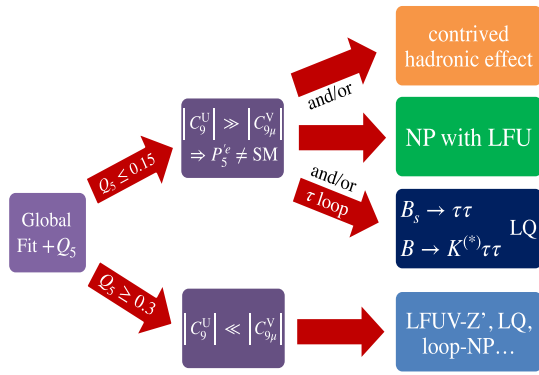 contrived
hadronic effect
and/or
|C₉ᵁ| ≫ |C₉μⱽ|
⇒ P₅′ᵉ ≠ SM
NP with LFU
Q₅ ≤ 0.15
and/or
τ loop
Bₛ → ττ
LQ
B → K⁽*⁾ττ
Global
Fit +Q₅
Q₅ ≥ 0.3
|C₉ᵁ| ≪ |C₉μⱽ|
LFUV-Z’, LQ,
loop-NP...